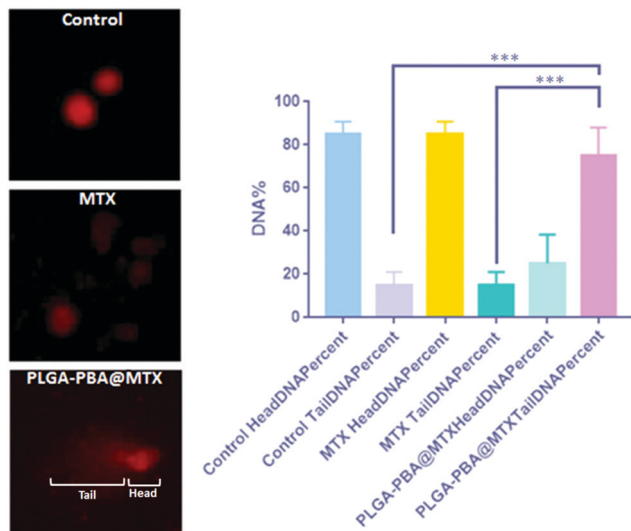 Control
MTX
PLGA-PBA@MTX
Tail
Head
***
***
DNA%
100
80
60
40
20
0
Control HeadDNAPercent
Control TailDNAPercent
MTX HeadDNAPercent
MTX TailDNAPercent
PLGA-PBA@MTXHeadDNAPercent
PLGA-PBA@MTXTailDNAPercent